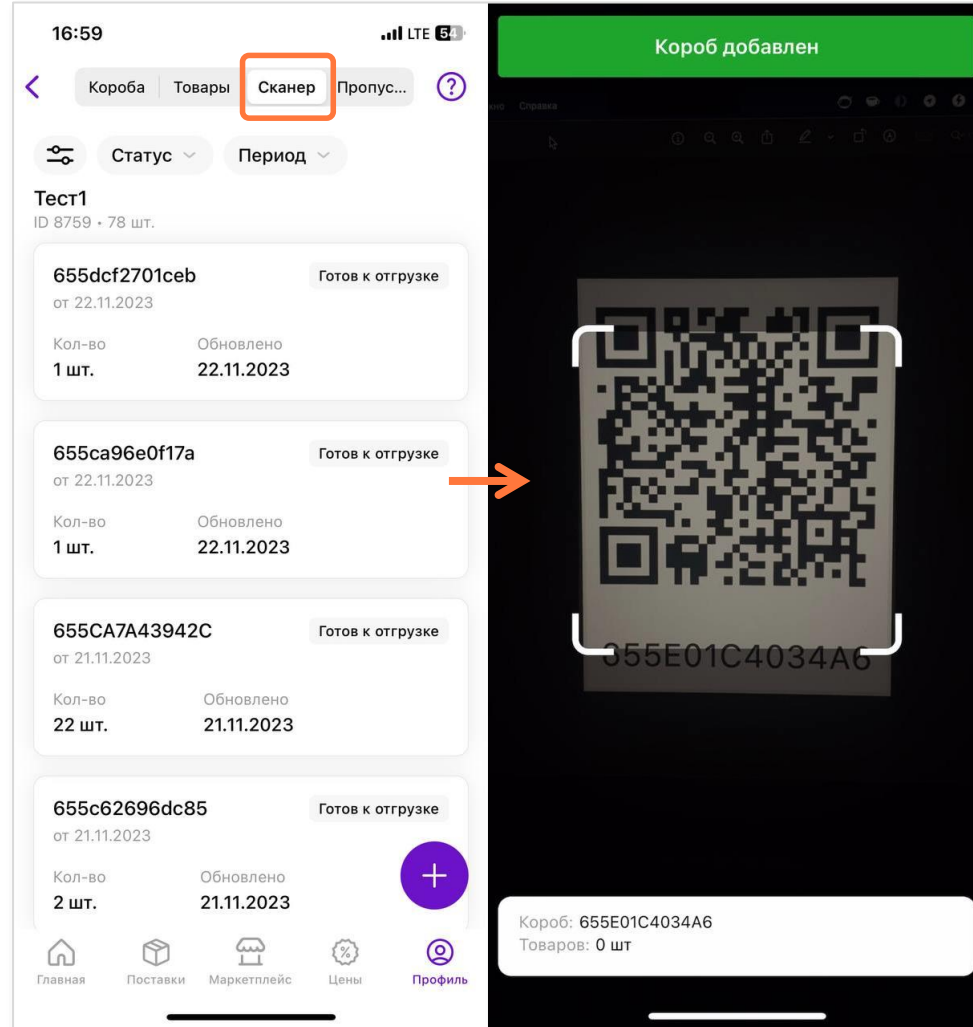 16:59
LTE 54
Короба Товары Сканер Пропус... ?
Статус Период
Тест1
ID 8759 • 78 шт.
655dcf2701ceb Готов к отгрузке
от 22.11.2023
Кол-во Обновлено
1 шт. 22.11.2023
655ca96e0f17a Готов к отгрузке
от 22.11.2023
Кол-во Обновлено
1 шт. 22.11.2023
655CA7A43942C Готов к отгрузке
от 21.11.2023
Кол-во Обновлено
22 шт. 21.11.2023
655c62696dc85 Готов к отгрузке
от 21.11.2023
Кол-во Обновлено
2 шт. 21.11.2023
Главная Поставки Маркетплейс Цены Профиль
Короб добавлен
Справка
655E01C4034A6
Короб: 655E01C4034A6
Товаров: 0 шт